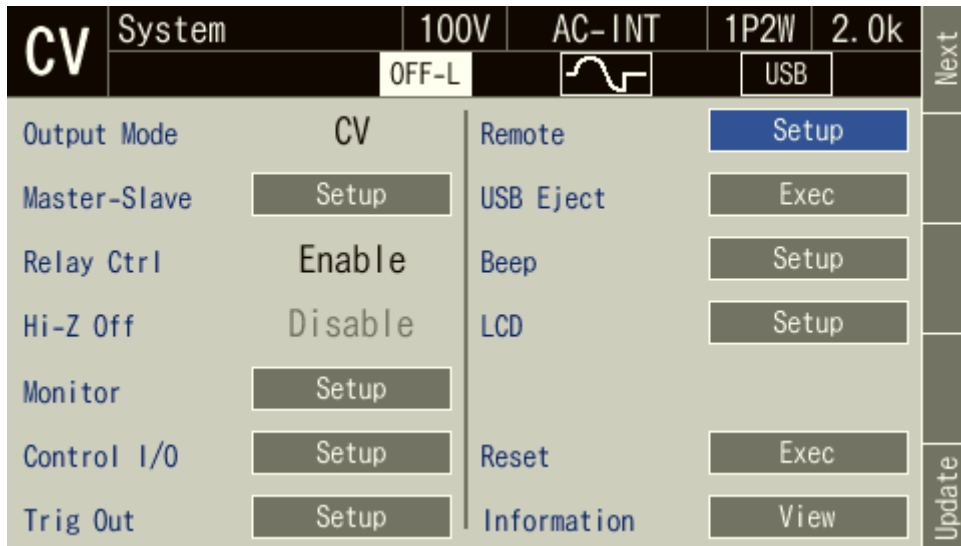 CV System 100V AC-INT 1P2W 2.0k Next
OFF-L USB
Output Mode CV
Master-Slave Setup
Relay Ctrl Enable
Hi-Z Off Disable
Monitor Setup
Control I/O Setup
Trig Out Setup
Remote Setup
USB Eject Exec
Beep Setup
LCD Setup
Reset Exec
Information View
Update